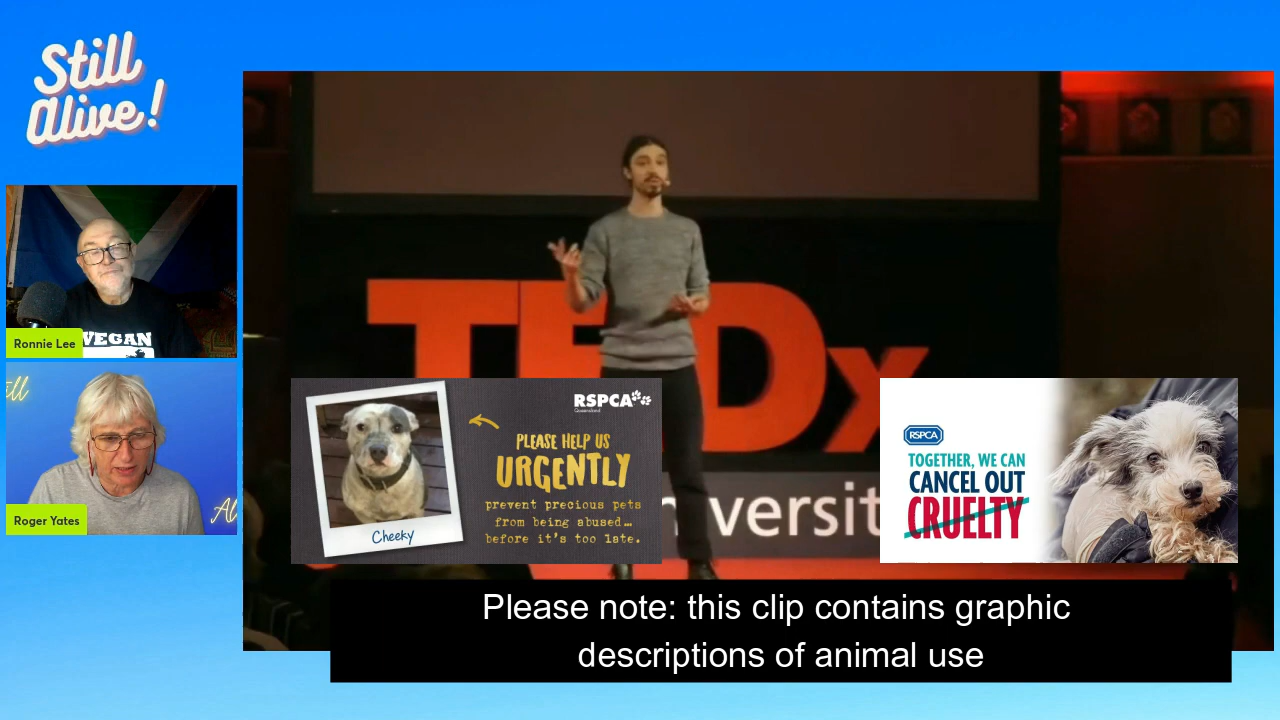 Still
Alive!
VEGAN
Ronnie Lee
Roger Yates
TEDx
RSPCA
Queensland
PLEASE HELP US
URGENTLY
prevent precious pets
from being abused...
before it's too late.
Cheeky
RSPCA
TOGETHER, WE CAN
CANCEL OUT
CRUELTY
Please note: this clip contains graphic
descriptions of animal use